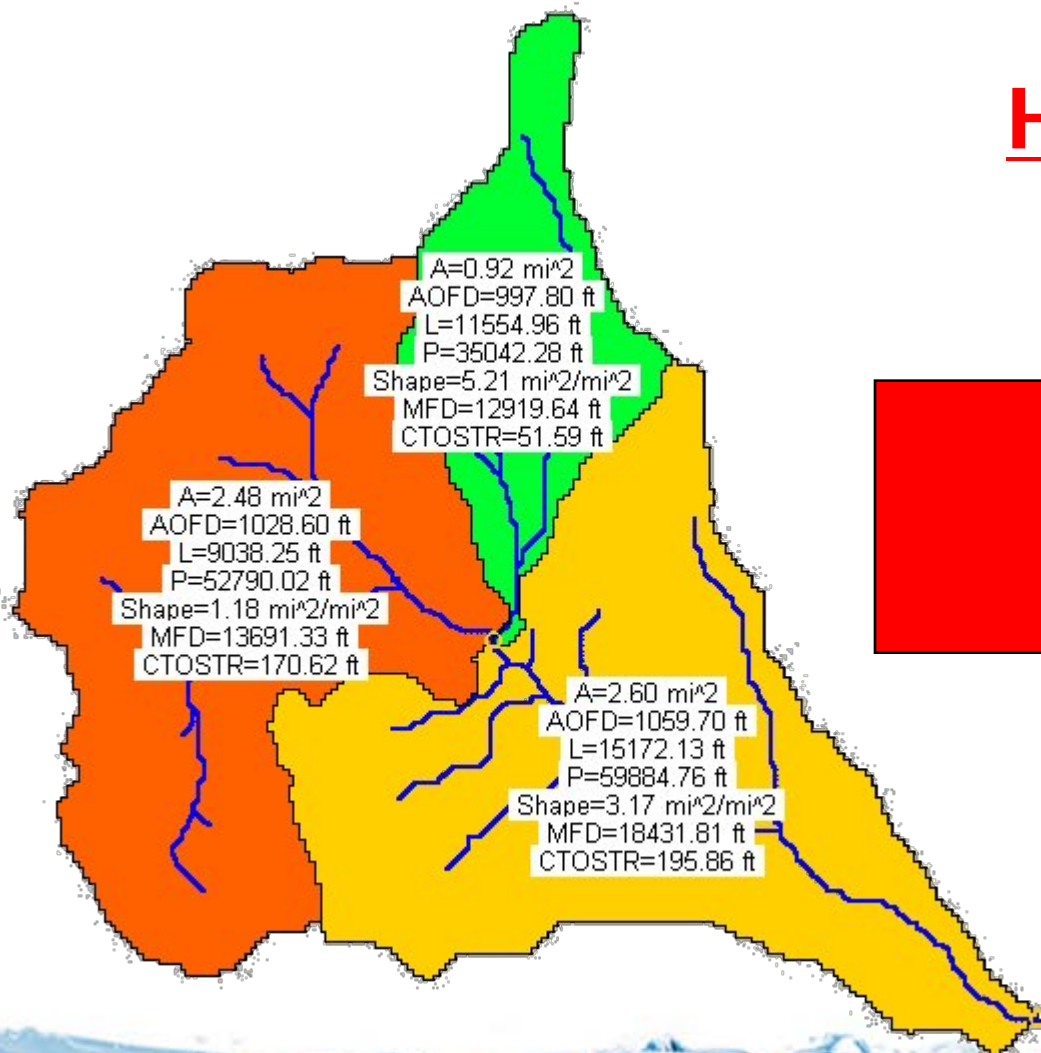 H
A=0.92 mi^2
AOFD=997.80 ft
L=11554.96 ft
P=35042.28 ft
Shape=5.21 mi^2/mi^2
MFD=12919.64 ft
CTOSTR=51.59 ft
A=2.48 mi^2
AOFD=1028.60 ft
L=9038.25 ft
P=52790.02 ft
Shape=1.18 mi^2/mi^2
MFD=13691.33 ft
CTOSTR=170.62 ft
A=2.60 mi^2
AOFD=1059.70 ft
L=15172.13 ft
P=59884.76 ft
Shape=3.17 mi^2/mi^2
MFD=18431.81 ft
CTOSTR=195.86 ft